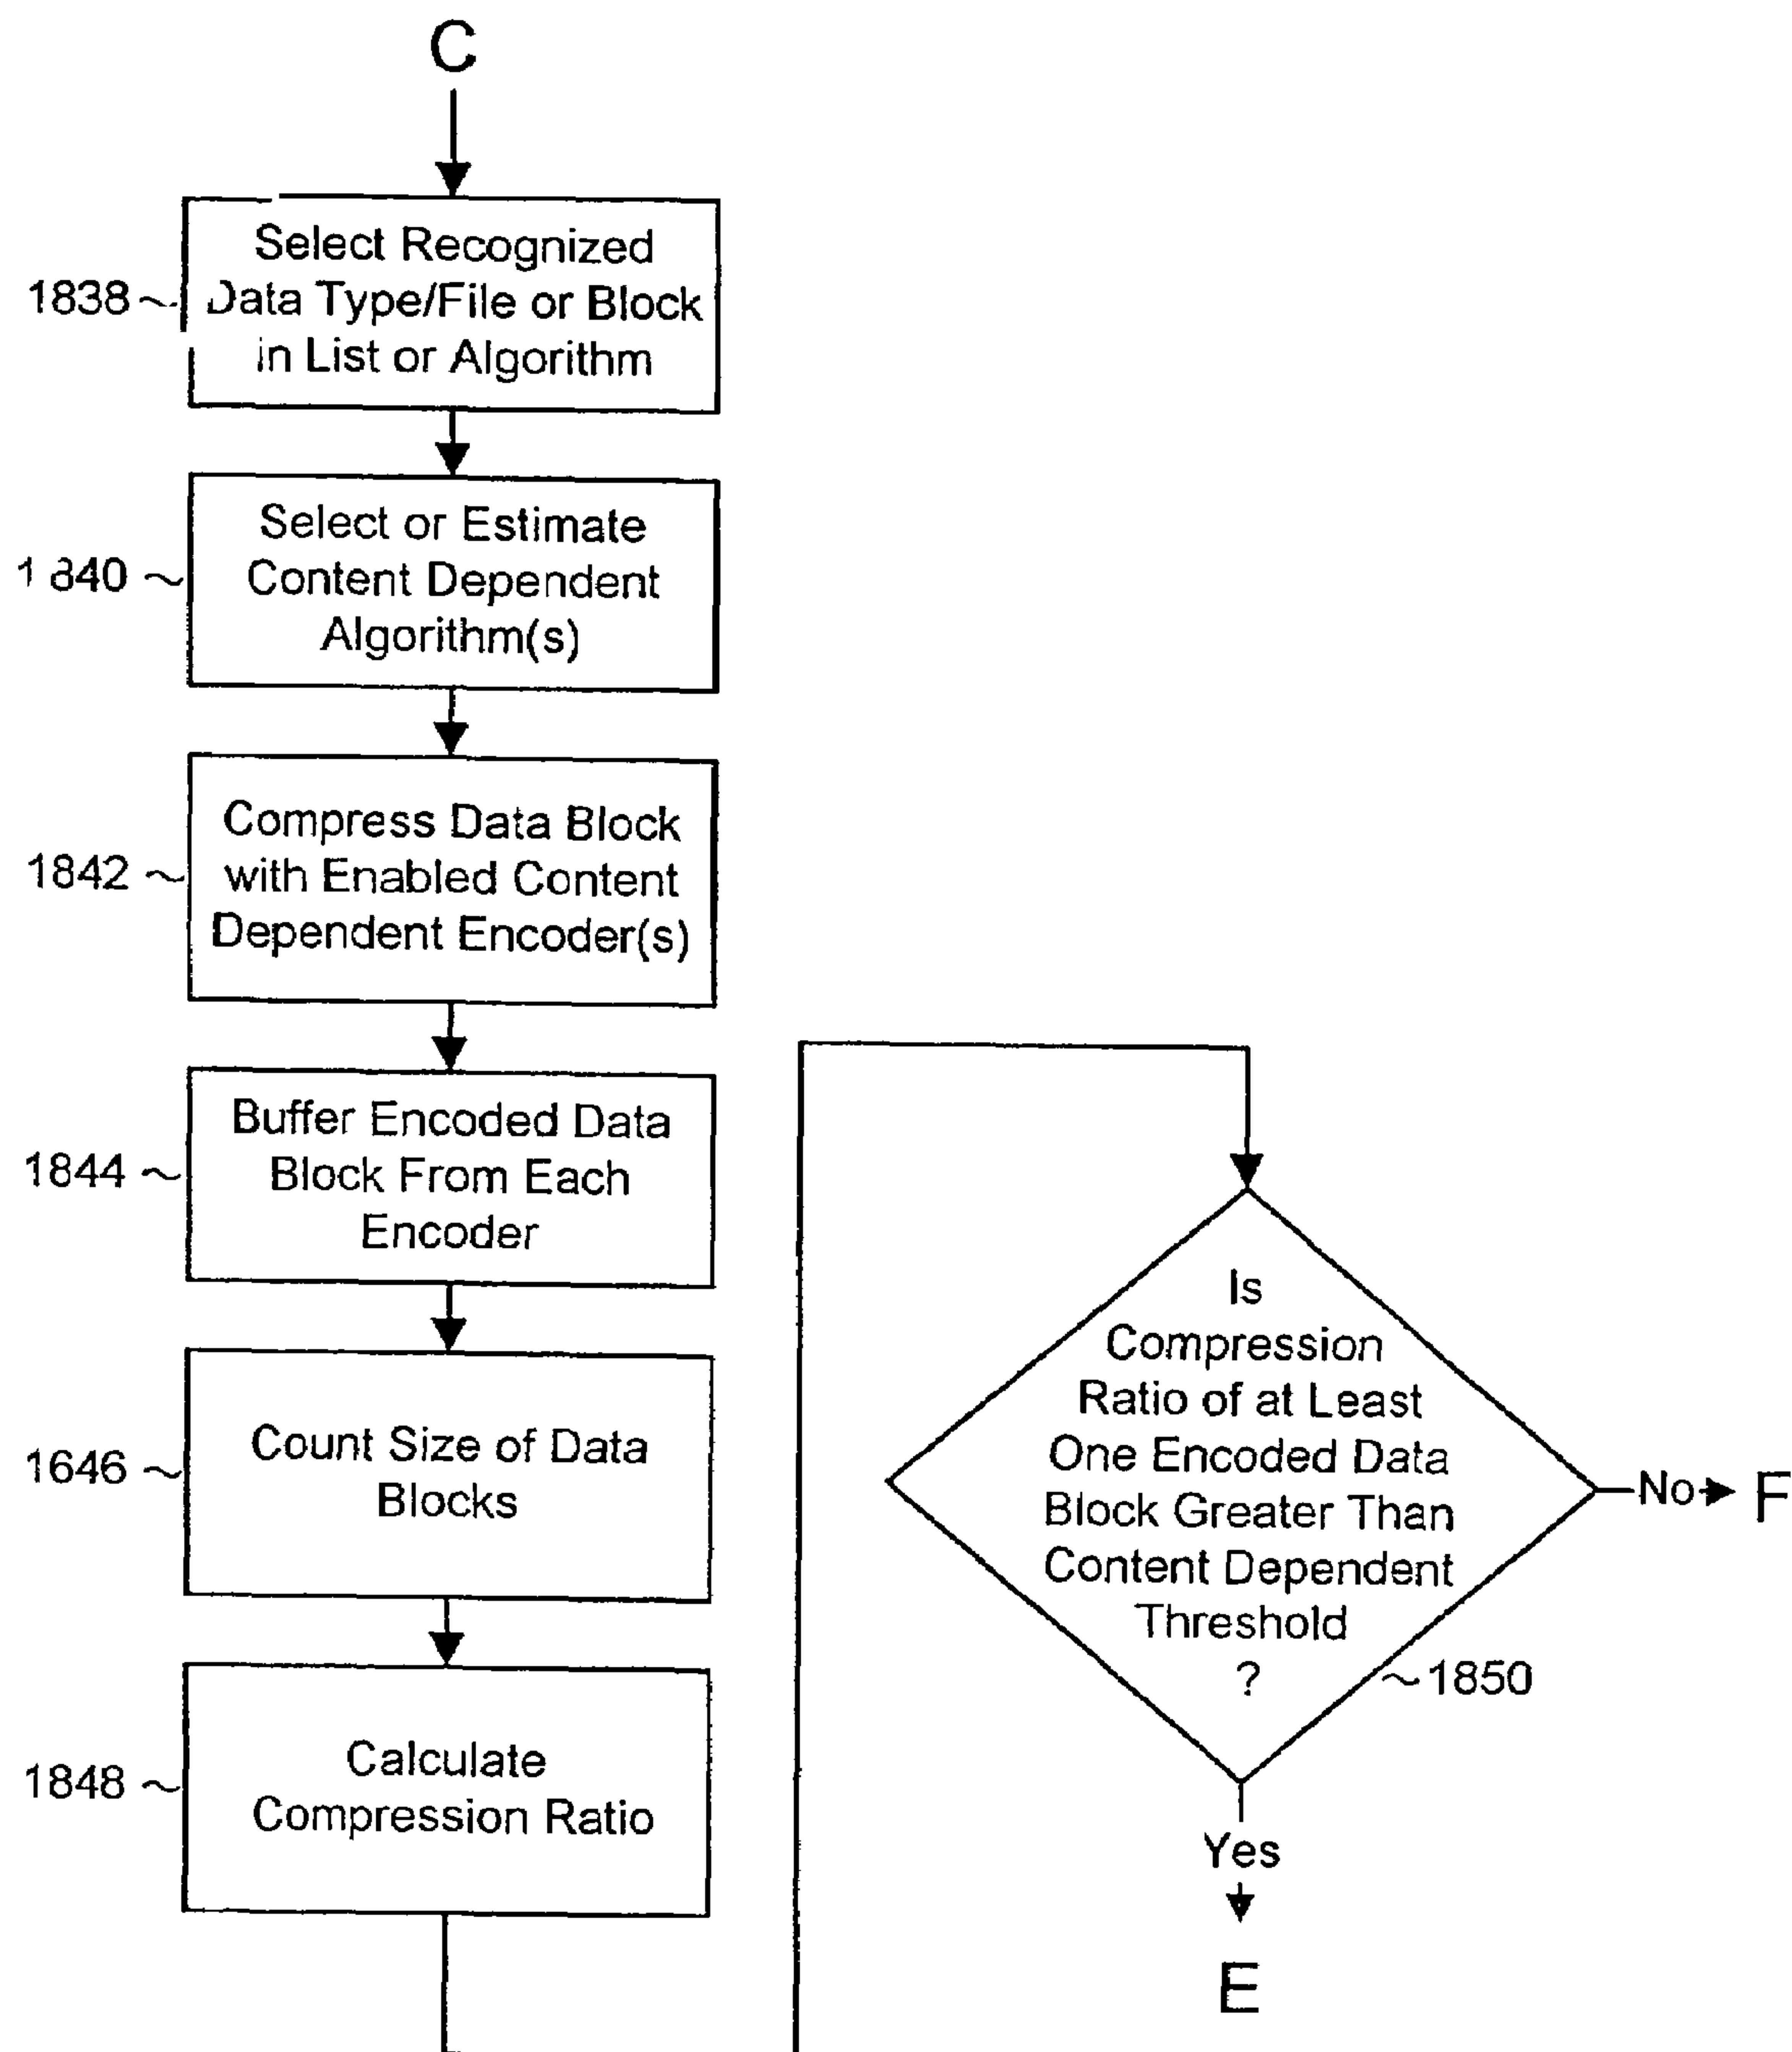 C
1838
Select Recognized
Data Type/File or Block
in List or Algorithm
1840
Select or Estimate
Content Dependent
Algorithm(s)
1842
Compress Data Block
with Enabled Content
Dependent Encoder(s)
1844
Buffer Encoded Data
Block From Each
Encoder
1646
Count Size of Data
Blocks
1848
Calculate
Compression Ratio
Is
Compression
Ratio of at Least
One Encoded Data
Block Greater Than
Content Dependent
Threshold
?
1850
No
F
Yes
E